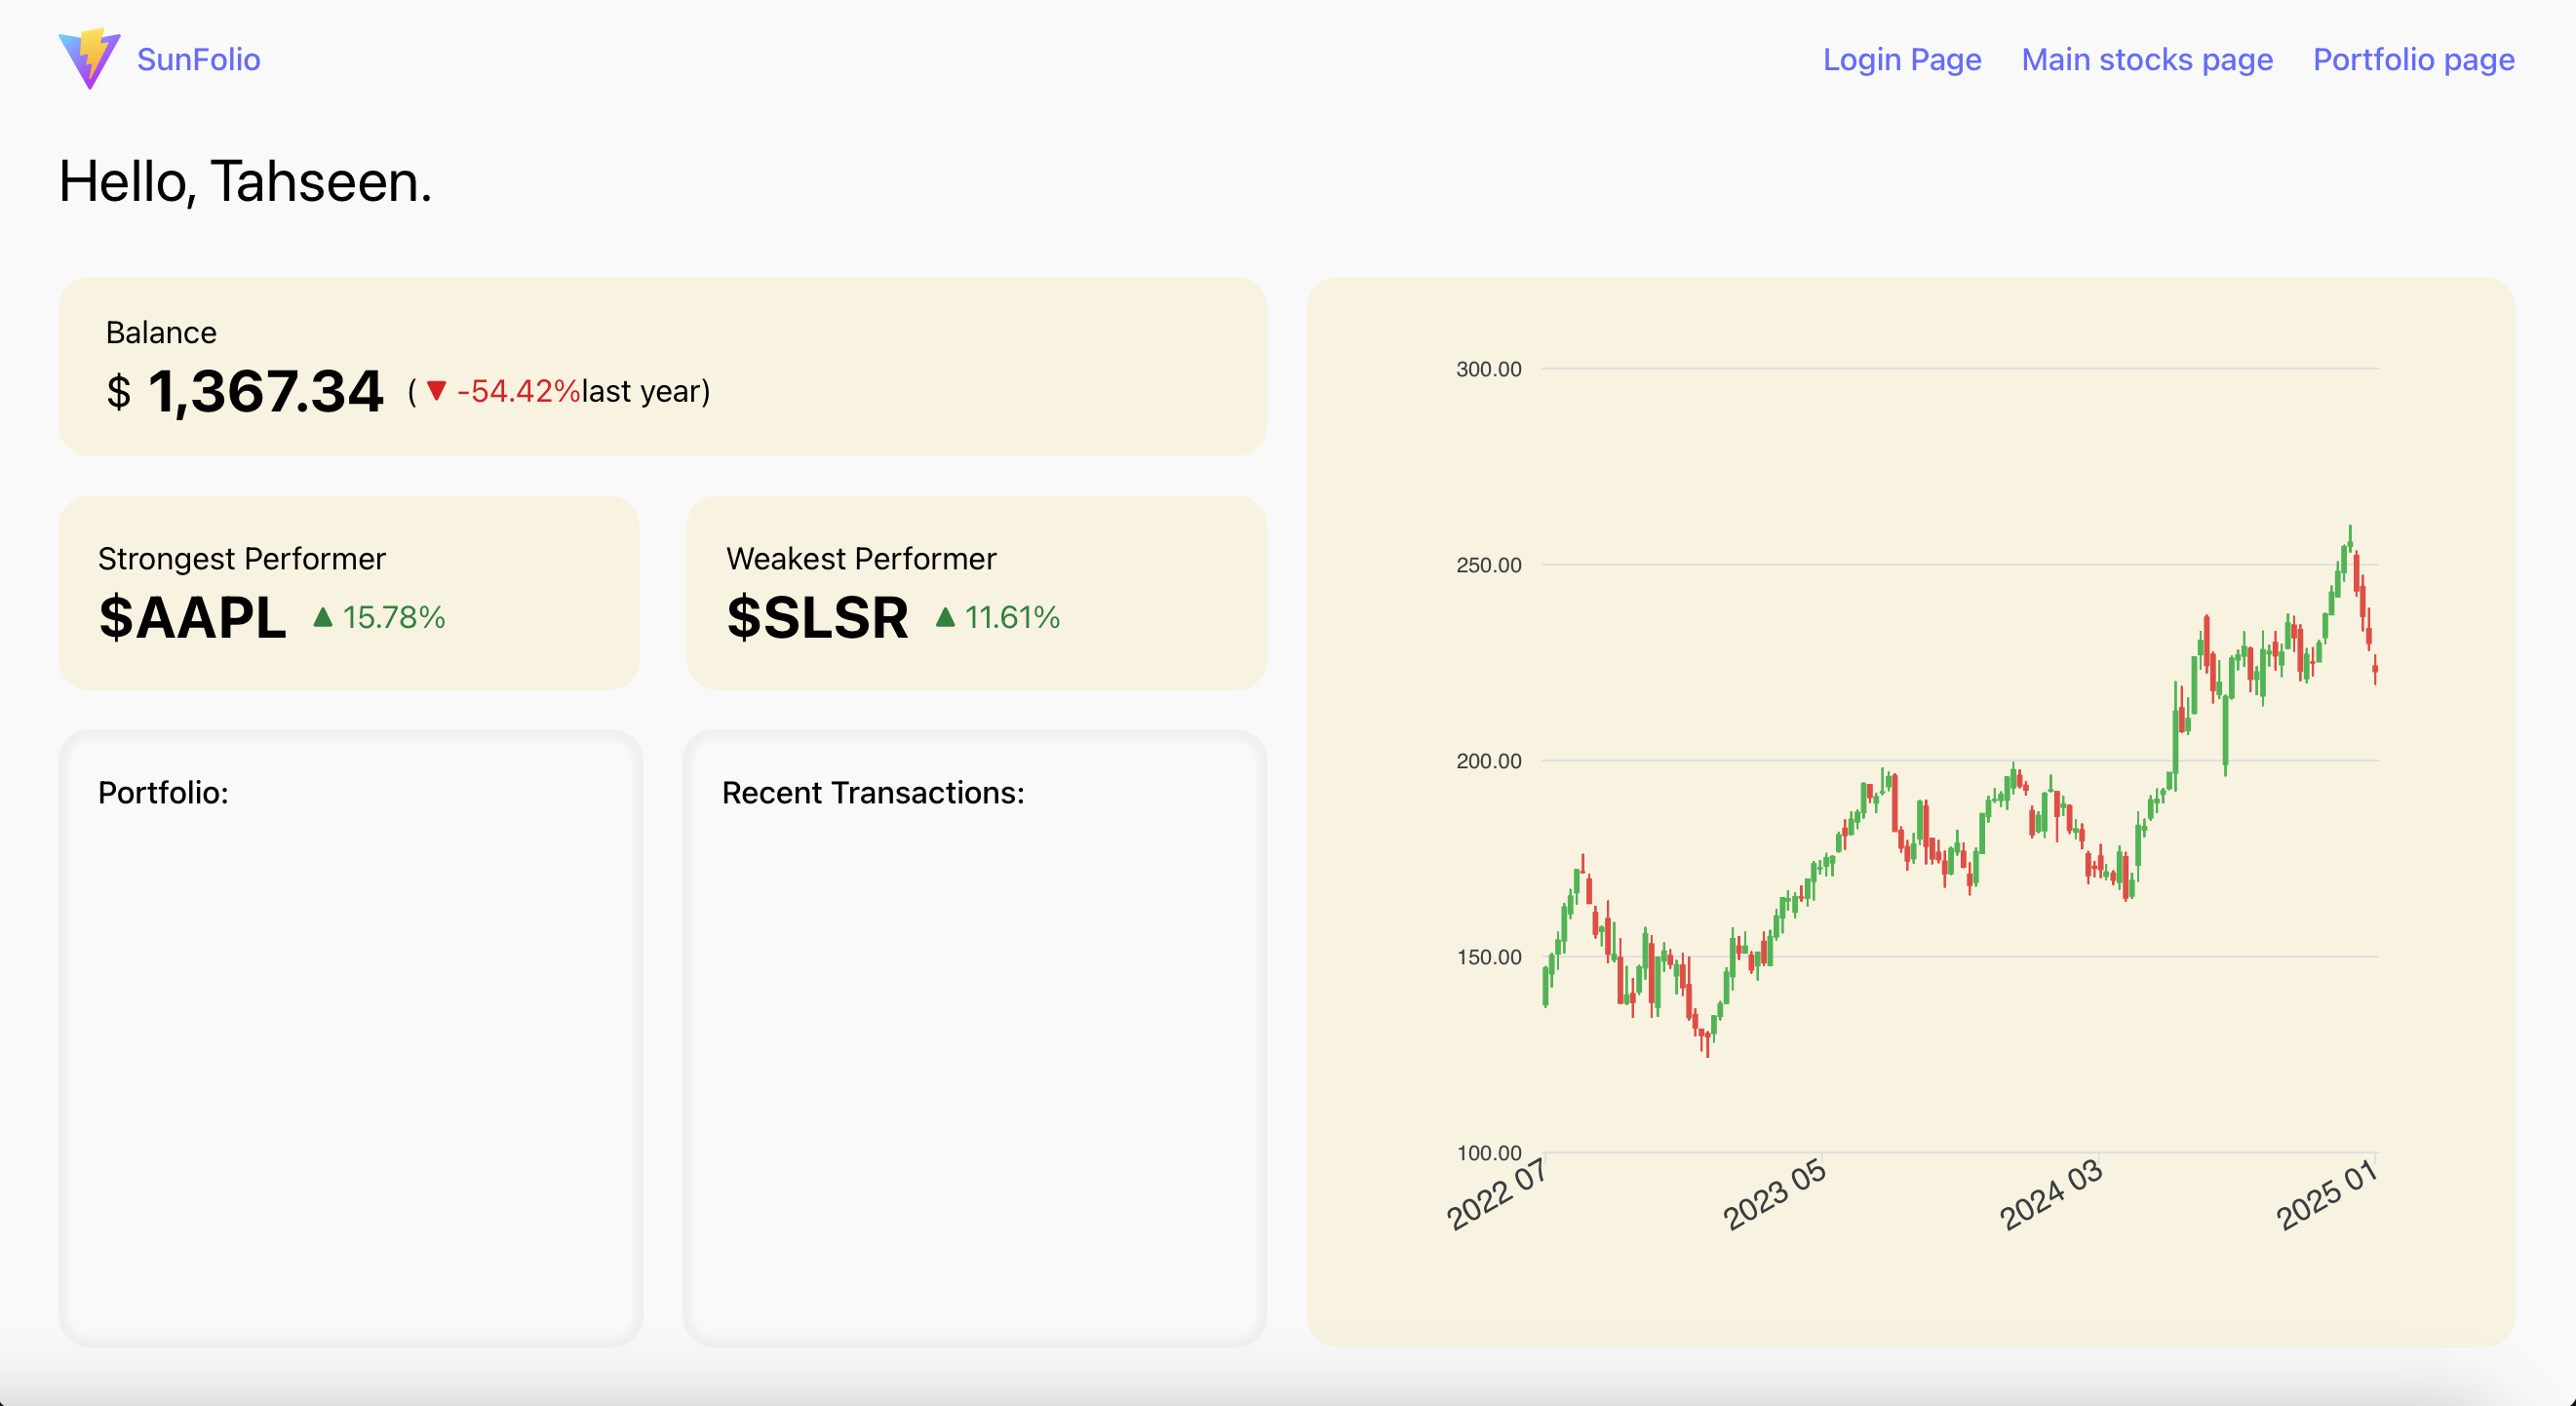 SunFolio
Login Page
Main stocks page
Portfolio page
Hello, Tahseen.
Balance
$ 1,367.34 ( ▼ -54.42%last year)
Strongest Performer
$AAPL ▲ 15.78%
Weakest Performer
$SLSR ▲ 11.61%
Portfolio:
Recent Transactions:
300.00
250.00
200.00
150.00
100.00
2022 07
2023 05
2024 03
2025 01